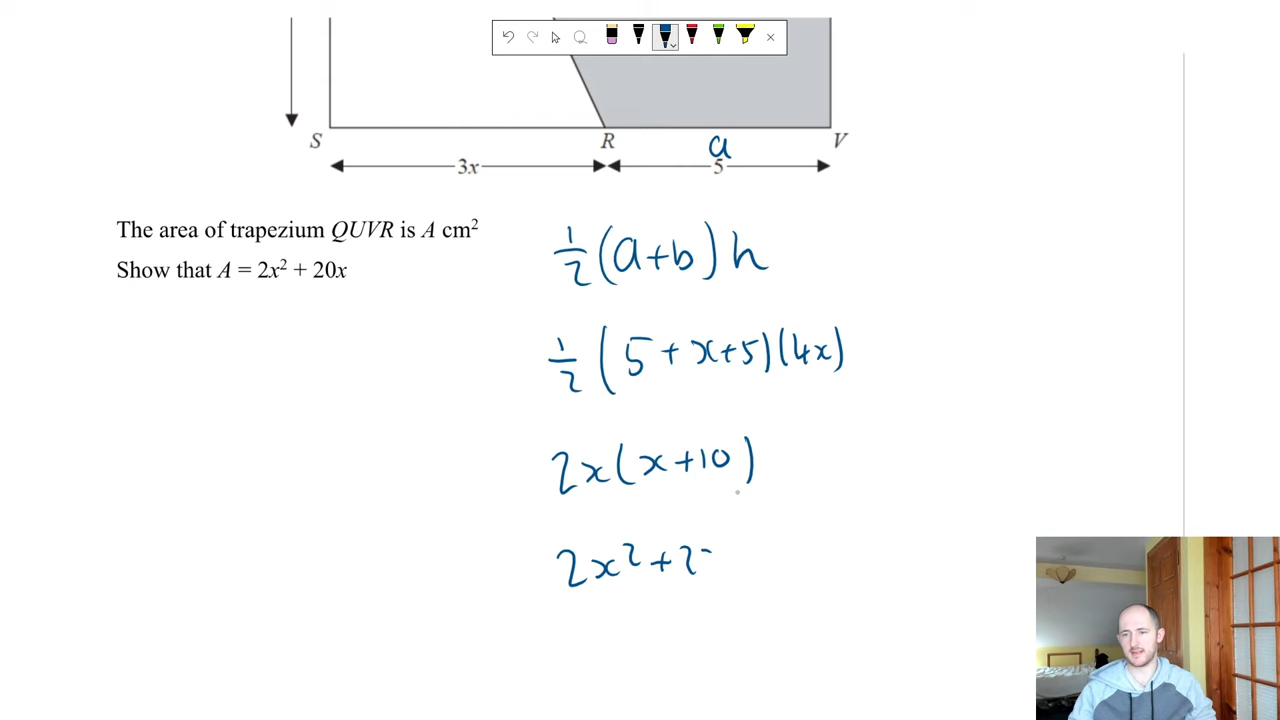 S R V
a
3x 5
The area of trapezium QUVR is A cm²
Show that A = 2x² + 20x
½(a+b)h
½(5+x+5)(4x)
2x(x+10)
2x²+2